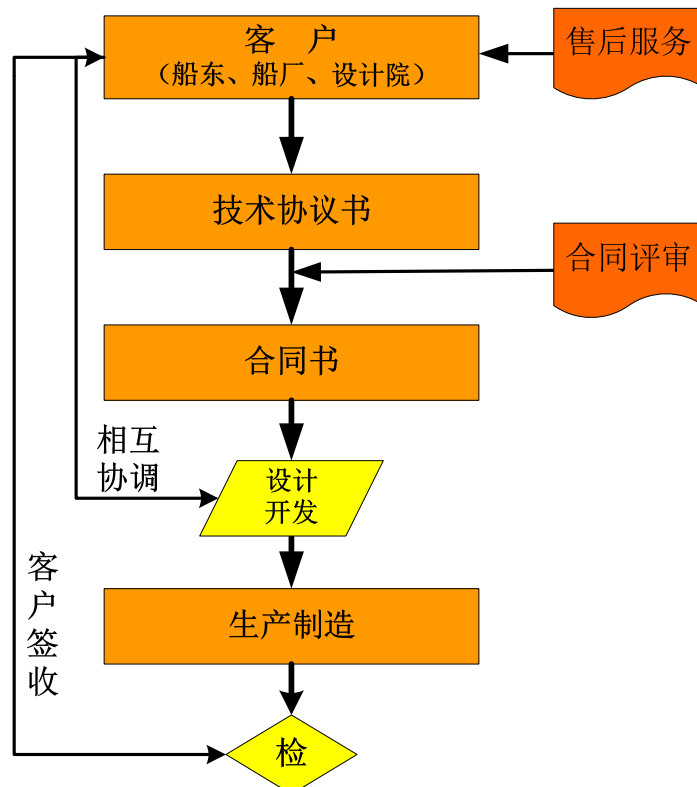 客 户
(船东、船厂、设计院)
售后服务
技术协议书
合同评审
合同书
相互
协调
设计
开发
客
户
签
收
生产制造
检